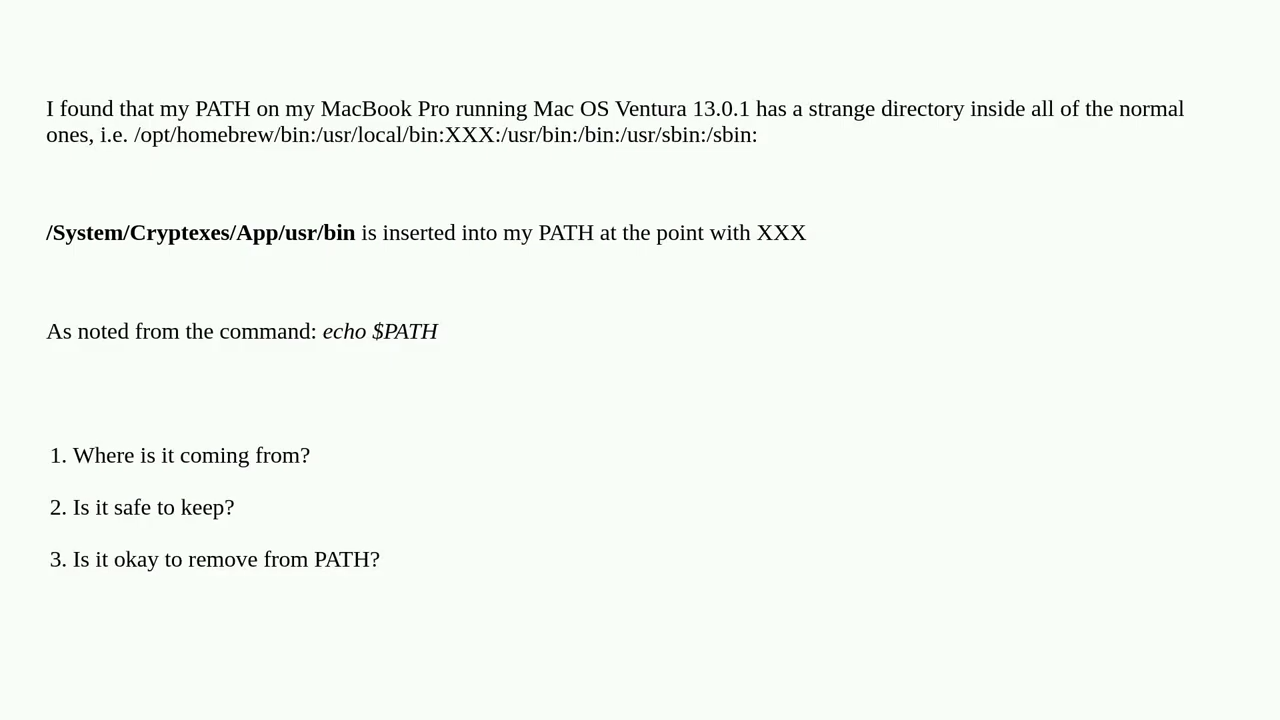 I found that my PATH on my MacBook Pro running Mac OS Ventura 13.0.1 has a strange directory inside all of the normal
ones, i.e. /opt/homebrew/bin:/usr/local/bin:XXX:/usr/bin:/bin:/usr/sbin:/sbin:
/System/Cryptexes/App/usr/bin is inserted into my PATH at the point with XXX
As noted from the command: echo $PATH
1. Where is it coming from?
2. Is it safe to keep?
3. Is it okay to remove from PATH?